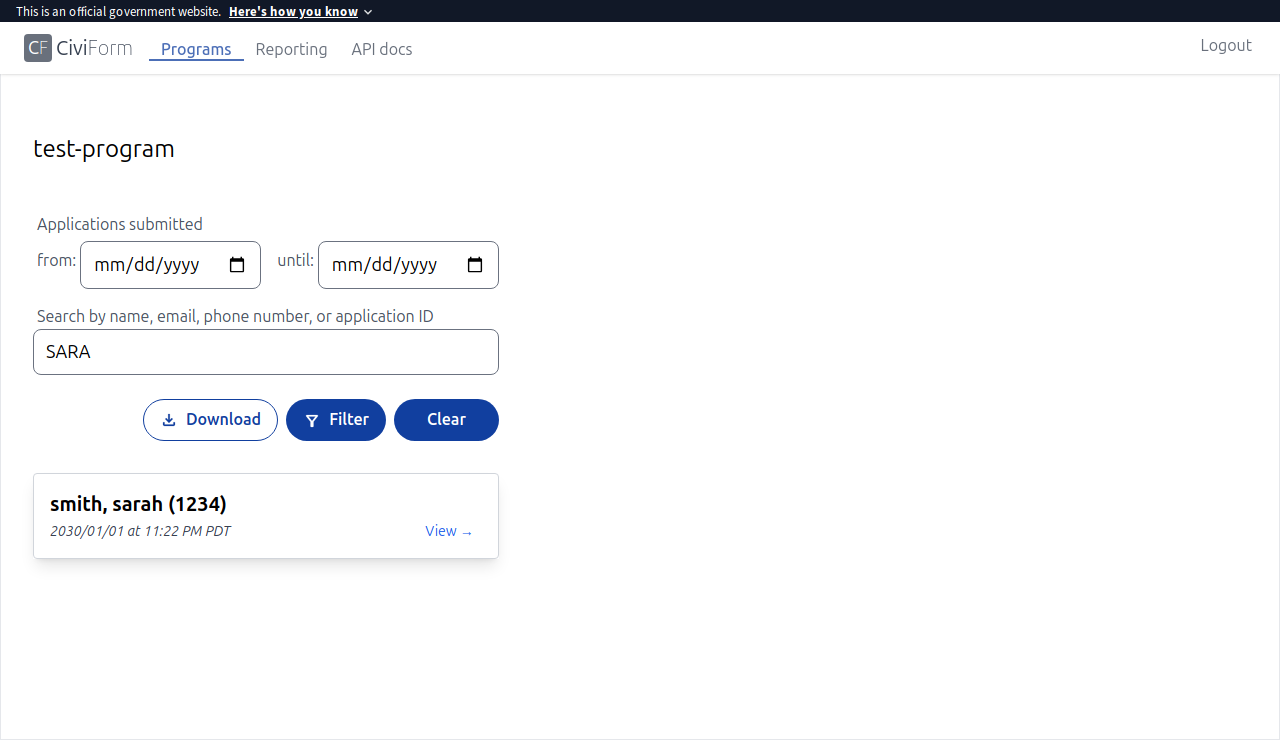 This is an official government website. Here's how you know
CF CiviForm Programs Reporting API docs Logout
test-program
Applications submitted
from: mm/dd/yyyy until: mm/dd/yyyy
Search by name, email, phone number, or application ID
SARA
Download Filter Clear
smith, sarah (1234)
2030/01/01 at 11:22 PM PDT View →